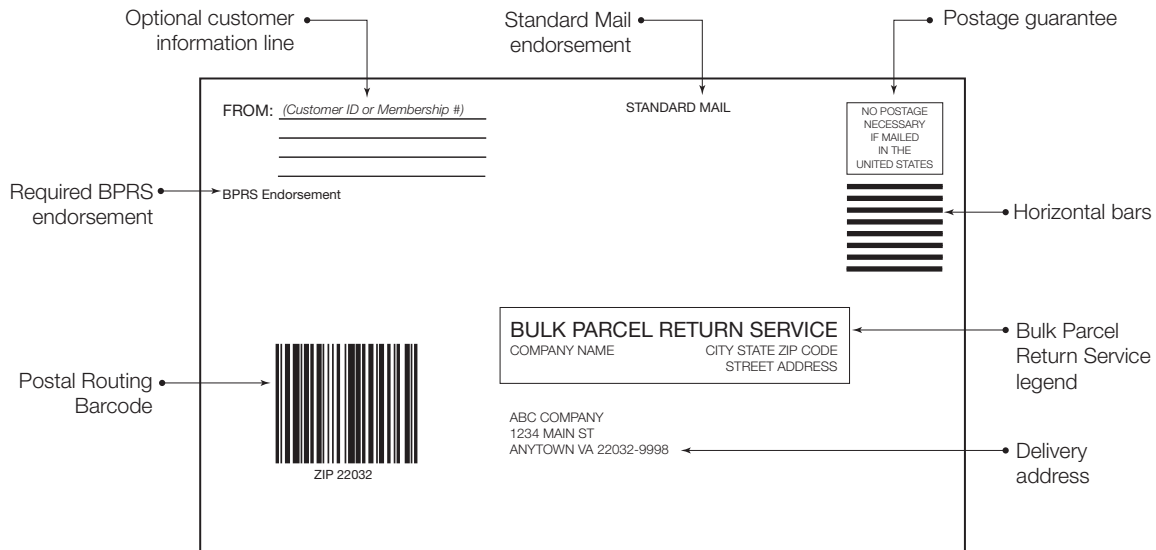 Optional customer
information line
Standard Mail
endorsement
Postage guarantee
FROM: (Customer ID or Membership #)
STANDARD MAIL
NO POSTAGE
NECESSARY
IF MAILED
IN THE
UNITED STATES
Required BPRS
endorsement
BPRS Endorsement
Horizontal bars
BULK PARCEL RETURN SERVICE
COMPANY NAME CITY STATE ZIP CODE
STREET ADDRESS
Bulk Parcel
Return Service
legend
Postal Routing
Barcode
ZIP 22032
ABC COMPANY
1234 MAIN ST
ANYTOWN VA 22032-9998
Delivery
address